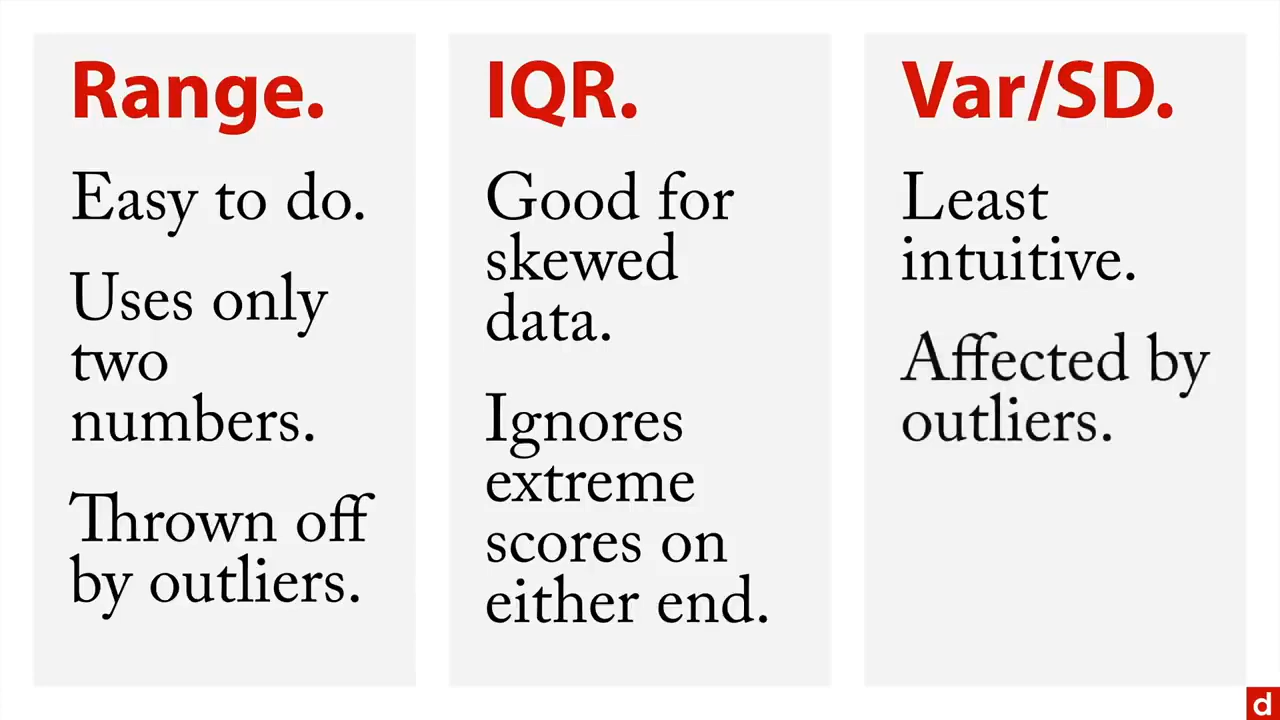 Range.
Easy to do.
Uses only
two
numbers.
Thrown off
by outliers.
IQR.
Good for
skewed
data.
Ignores
extreme
scores on
either end.
Var/SD.
Least
intuitive.
Affected by
outliers.
d